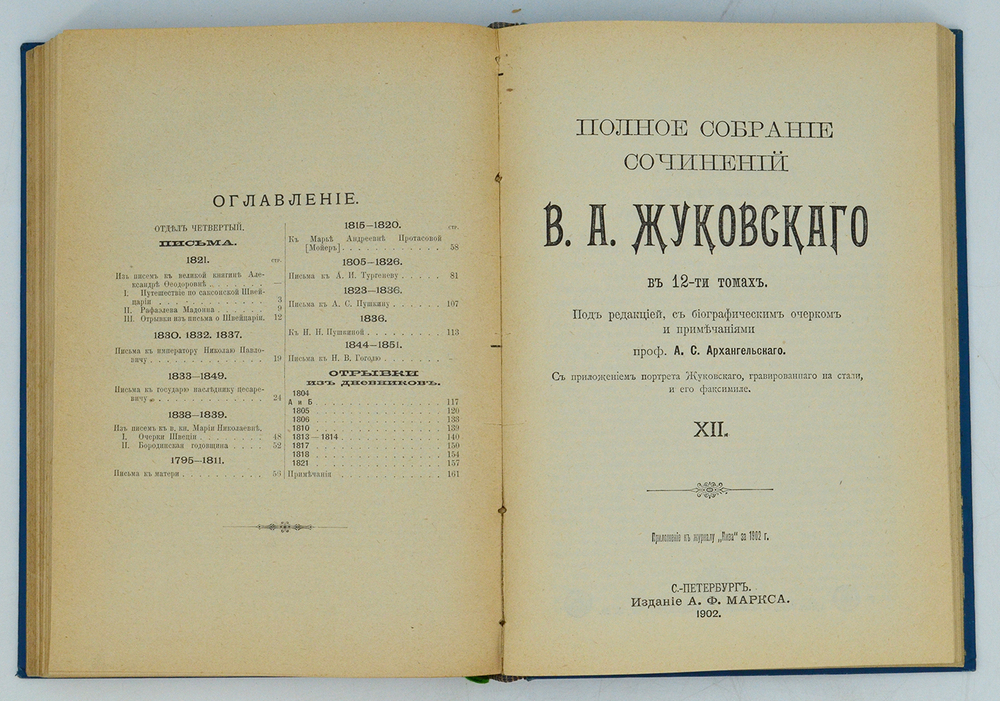 ОГЛАВЛЕНІЕ.
ОТДѢЛЪ ЧЕТВЕРТЫЙ.
ПИСЬМА.
1821.
СТР.
Изъ писемъ къ великой княгинѣ Але-
ксандрѣ Ѳеодоровнѣ . . . . . . . —
I. Путешествіе по саксонской Швей-
царіи . . . . . . . . . . . 3
II. Рафаэлева Мадонна . . . . . . 9
III. Отрывки изъ письма о Швейцаріи. 12
1830. 1832. 1837.
Письма къ императору Николаю Павло-
вичу . . . . . . . . . . . . 19
1833—1849.
Письма къ государю наслѣднику цесаре-
вичу . . . . . . . . . . . . 24
1838—1839.
Изъ писемъ къ в. кн. Маріи Николаевнѣ.
I. Очерки Швеціи . . . . . . . 48
II. Бородинская годовщина . . . . 52
1795—1811.
Письма къ матери . . . . . . . . 56
1815—1820.
СТР.
Къ Марьѣ Андреевнѣ Протасовой
[Мойеръ] . . . . . . . . . . . 58
1805—1826.
Письма къ А. И. Тургеневу . . . . . 81
1823—1836.
Письма къ А. С. Пушкину . . . . . . 107
1836.
Къ Н. Н. Пушкиной . . . . . . . . 113
1844—1851.
Письма къ Н. В. Гоголю . . . . . . -
ОТРЫВКИ
ИЗЪ ДНЕВНИКОВЪ.
1804
А и Б . . . . . . . . . . . . 117
1805 . . . . . . . . . . . . 120
1806 . . . . . . . . . . . . 138
1810 . . . . . . . . . . . . 139
1813—1814 . . . . . . . . . . 140
1817 . . . . . . . . . . . . 150
1818 . . . . . . . . . . . . 154
1821 . . . . . . . . . . . . 157
Примѣчанія . . . . . . . . . . 161
ПОЛНОЕ СОБРАНІЕ
СОЧИНЕНІЙ
В. А. ЖУКОВСКАГО
въ 12-ти томахъ.
Подъ редакціей, съ біографическимъ очеркомъ
и примѣчаніями
проф. А. С. Архангельскаго.
Съ приложеніемъ портрета Жуковскаго, гравированнаго на стали,
и его факсимиле.
XII.
Приложеніе къ журналу „Нива“ за 1902 г.
С.-ПЕТЕРБУРГЪ.
Изданіе А. Ф. МАРКСА.
1902.